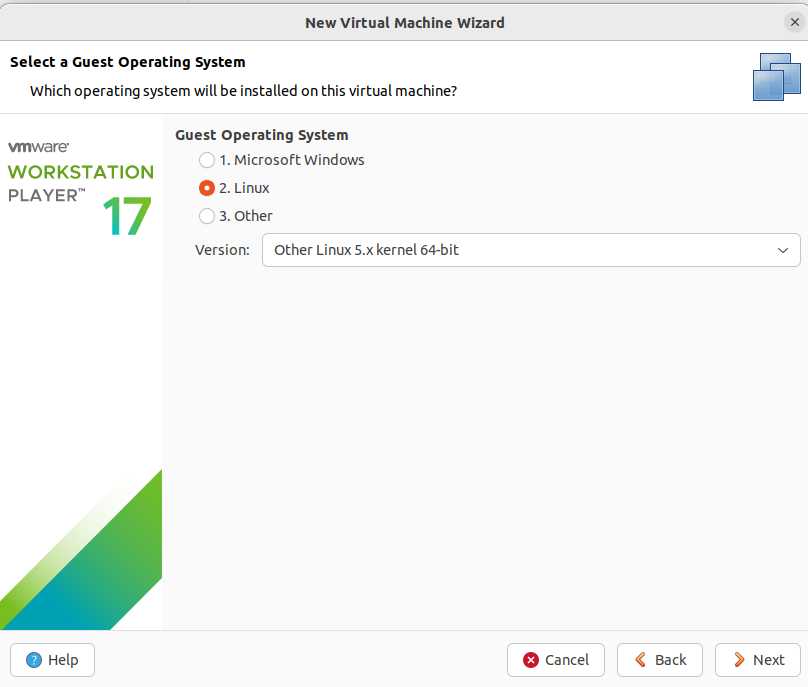 New Virtual Machine Wizard
Select a Guest Operating System
Which operating system will be installed on this virtual machine?
vmware
WORKSTATION
PLAYER™
17
Guest Operating System
1. Microsoft Windows
2. Linux
3. Other
Version: Other Linux 5.x kernel 64-bit
Help Cancel Back Next